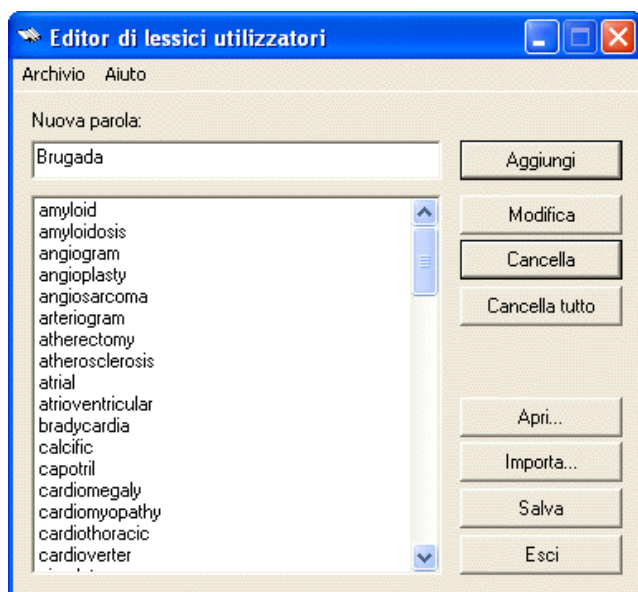 Editor di lessici utilizzatori
Archivio Aiuto
Nuova parola:
Brugada
Aggiungi
amyloid
amyloidosis
angiogram
angioplasty
angiosarcoma
arteriogram
atherectomy
atherosclerosis
atrial
atrioventricular
bradycardia
calcific
capotril
cardiomegaly
cardiomyopathy
cardiothoracic
cardioverter
Modifica
Cancella
Cancella tutto
Apri...
Importa...
Salva
Esci